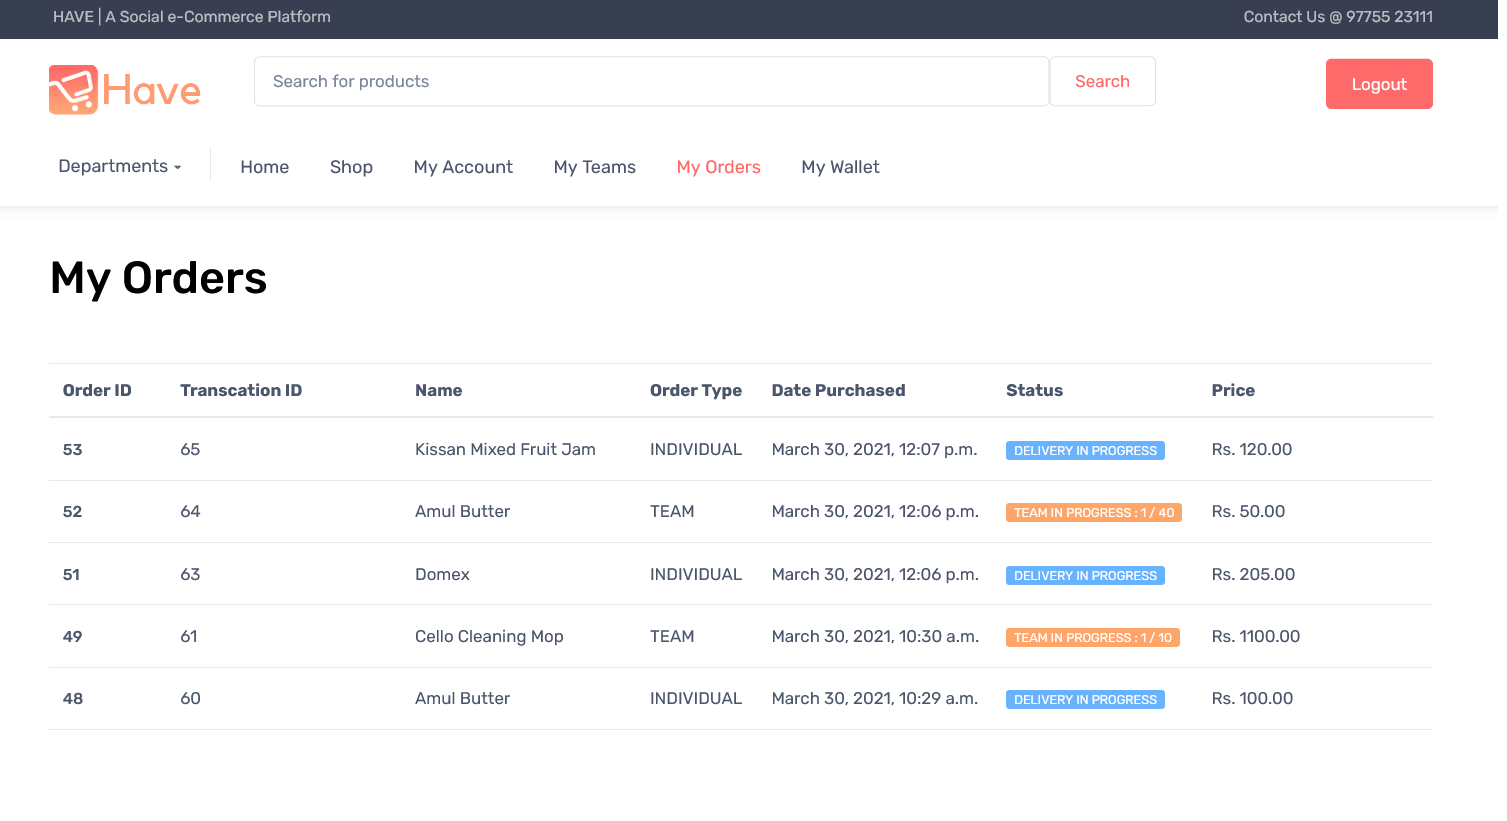 HAVE | A Social e-Commerce Platform Contact Us @ 97755 23111
Have Search for products Search Logout
Departments Home Shop My Account My Teams My Orders My Wallet
My Orders
Order ID Transcation ID Name Order Type Date Purchased Status Price
53 65 Kissan Mixed Fruit Jam INDIVIDUAL March 30, 2021, 12:07 p.m. DELIVERY IN PROGRESS Rs. 120.00
52 64 Amul Butter TEAM March 30, 2021, 12:06 p.m. TEAM IN PROGRESS : 1 / 40 Rs. 50.00
51 63 Domex INDIVIDUAL March 30, 2021, 12:06 p.m. DELIVERY IN PROGRESS Rs. 205.00
49 61 Cello Cleaning Mop TEAM March 30, 2021, 10:30 a.m. TEAM IN PROGRESS : 1 / 10 Rs. 1100.00
48 60 Amul Butter INDIVIDUAL March 30, 2021, 10:29 a.m. DELIVERY IN PROGRESS Rs. 100.00